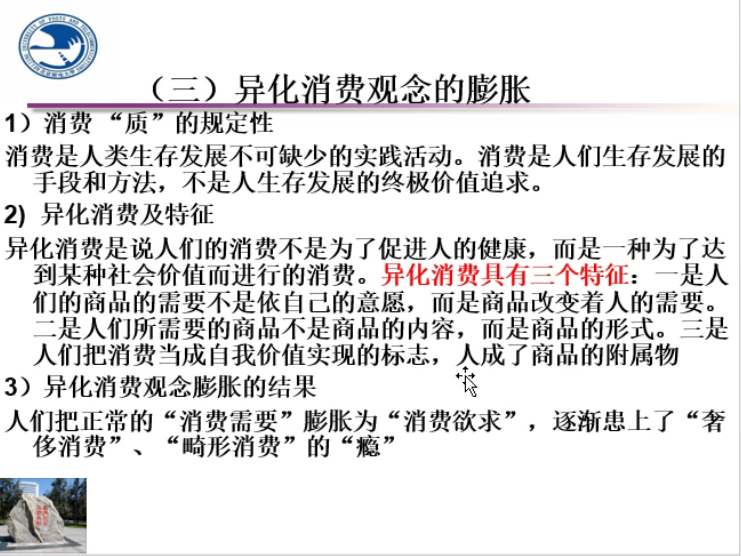 （三）异化消费观念的膨胀
1）消费“质”的规定性
消费是人类生存发展不可缺少的实践活动。消费是人们生存发展的
手段和方法，不是人生存发展的终极价值追求。
2) 异化消费及特征
异化消费是说人们的消费不是为了促进人的健康，而是一种为了达
到某种社会价值而进行的消费。异化消费具有三个特征：一是人
们的商品的需要不是依自己的意愿，而是商品改变着人的需要。
二是人们所需要的商品不是商品的内容，而是商品的形式。三是
人们把消费当成自我价值实现的标志，人成了商品的附属物
3）异化消费观念膨胀的结果
人们把正常的“消费需要”膨胀为“消费欲求”，逐渐患上了“奢
侈消费”、“畸形消费”的“瘾”